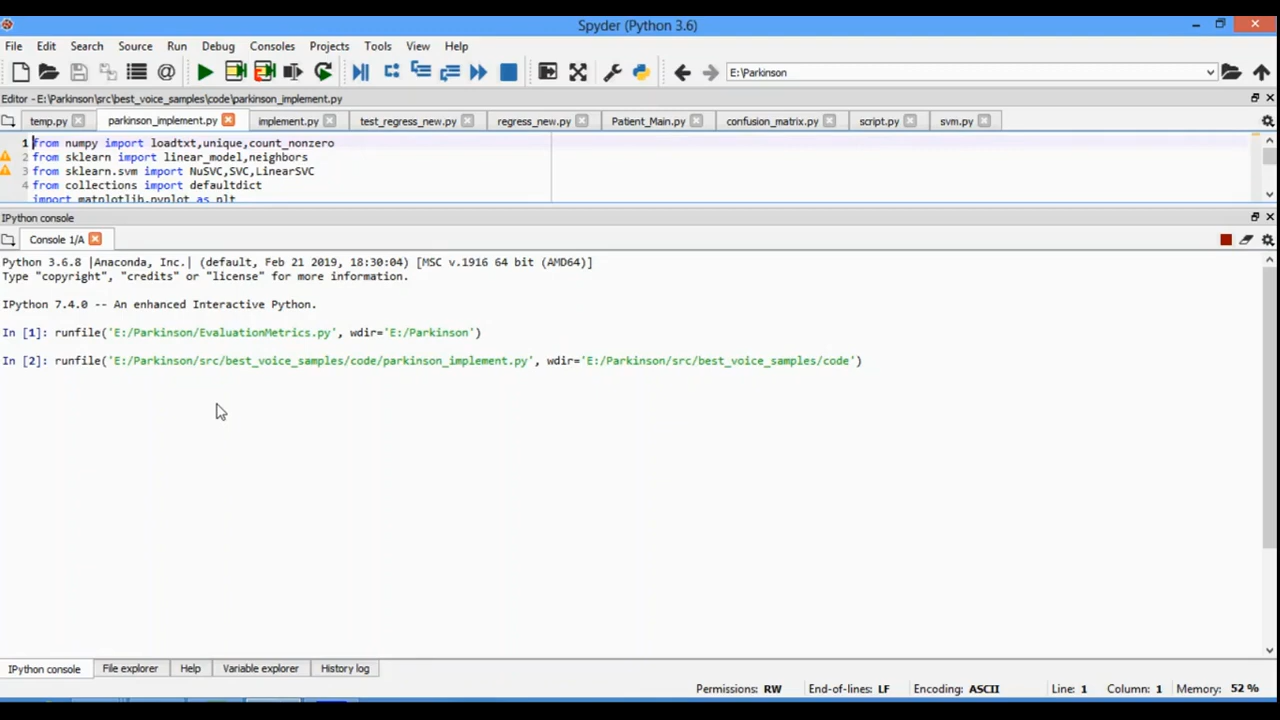 Spyder (Python 3.6)
File Edit Search Source Run Debug Consoles Projects Tools View Help
E:\Parkinson
Editor - E:\Parkinson\src\best_voice_samples\code\parkinson_implement.py
temp.py parkinson_implement.py implement.py test_regress_new.py regress_new.py Patient_Main.py confusion_matrix.py script.py svm.py
1 from numpy import loadtxt,unique,count_nonzero
2 from sklearn import linear_model,neighbors
3 from sklearn.svm import NuSVC,SVC,LinearSVC
4 from collections import defaultdict
import matplotlib.pyplot as plt
IPython console
Console 1/A
Python 3.6.8 |Anaconda, Inc.| (default, Feb 21 2019, 18:30:04) [MSC v.1916 64 bit (AMD64)]
Type "copyright", "credits" or "license" for more information.
IPython 7.4.0 -- An enhanced Interactive Python.
In [1]: runfile('E:/Parkinson/EvaluationMetrics.py', wdir='E:/Parkinson')
In [2]: runfile('E:/Parkinson/src/best_voice_samples/code/parkinson_implement.py', wdir='E:/Parkinson/src/best_voice_samples/code')
IPython console File explorer Help Variable explorer History log
Permissions: RW End-of-lines: LF Encoding: ASCII Line: 1 Column: 1 Memory: 52 %